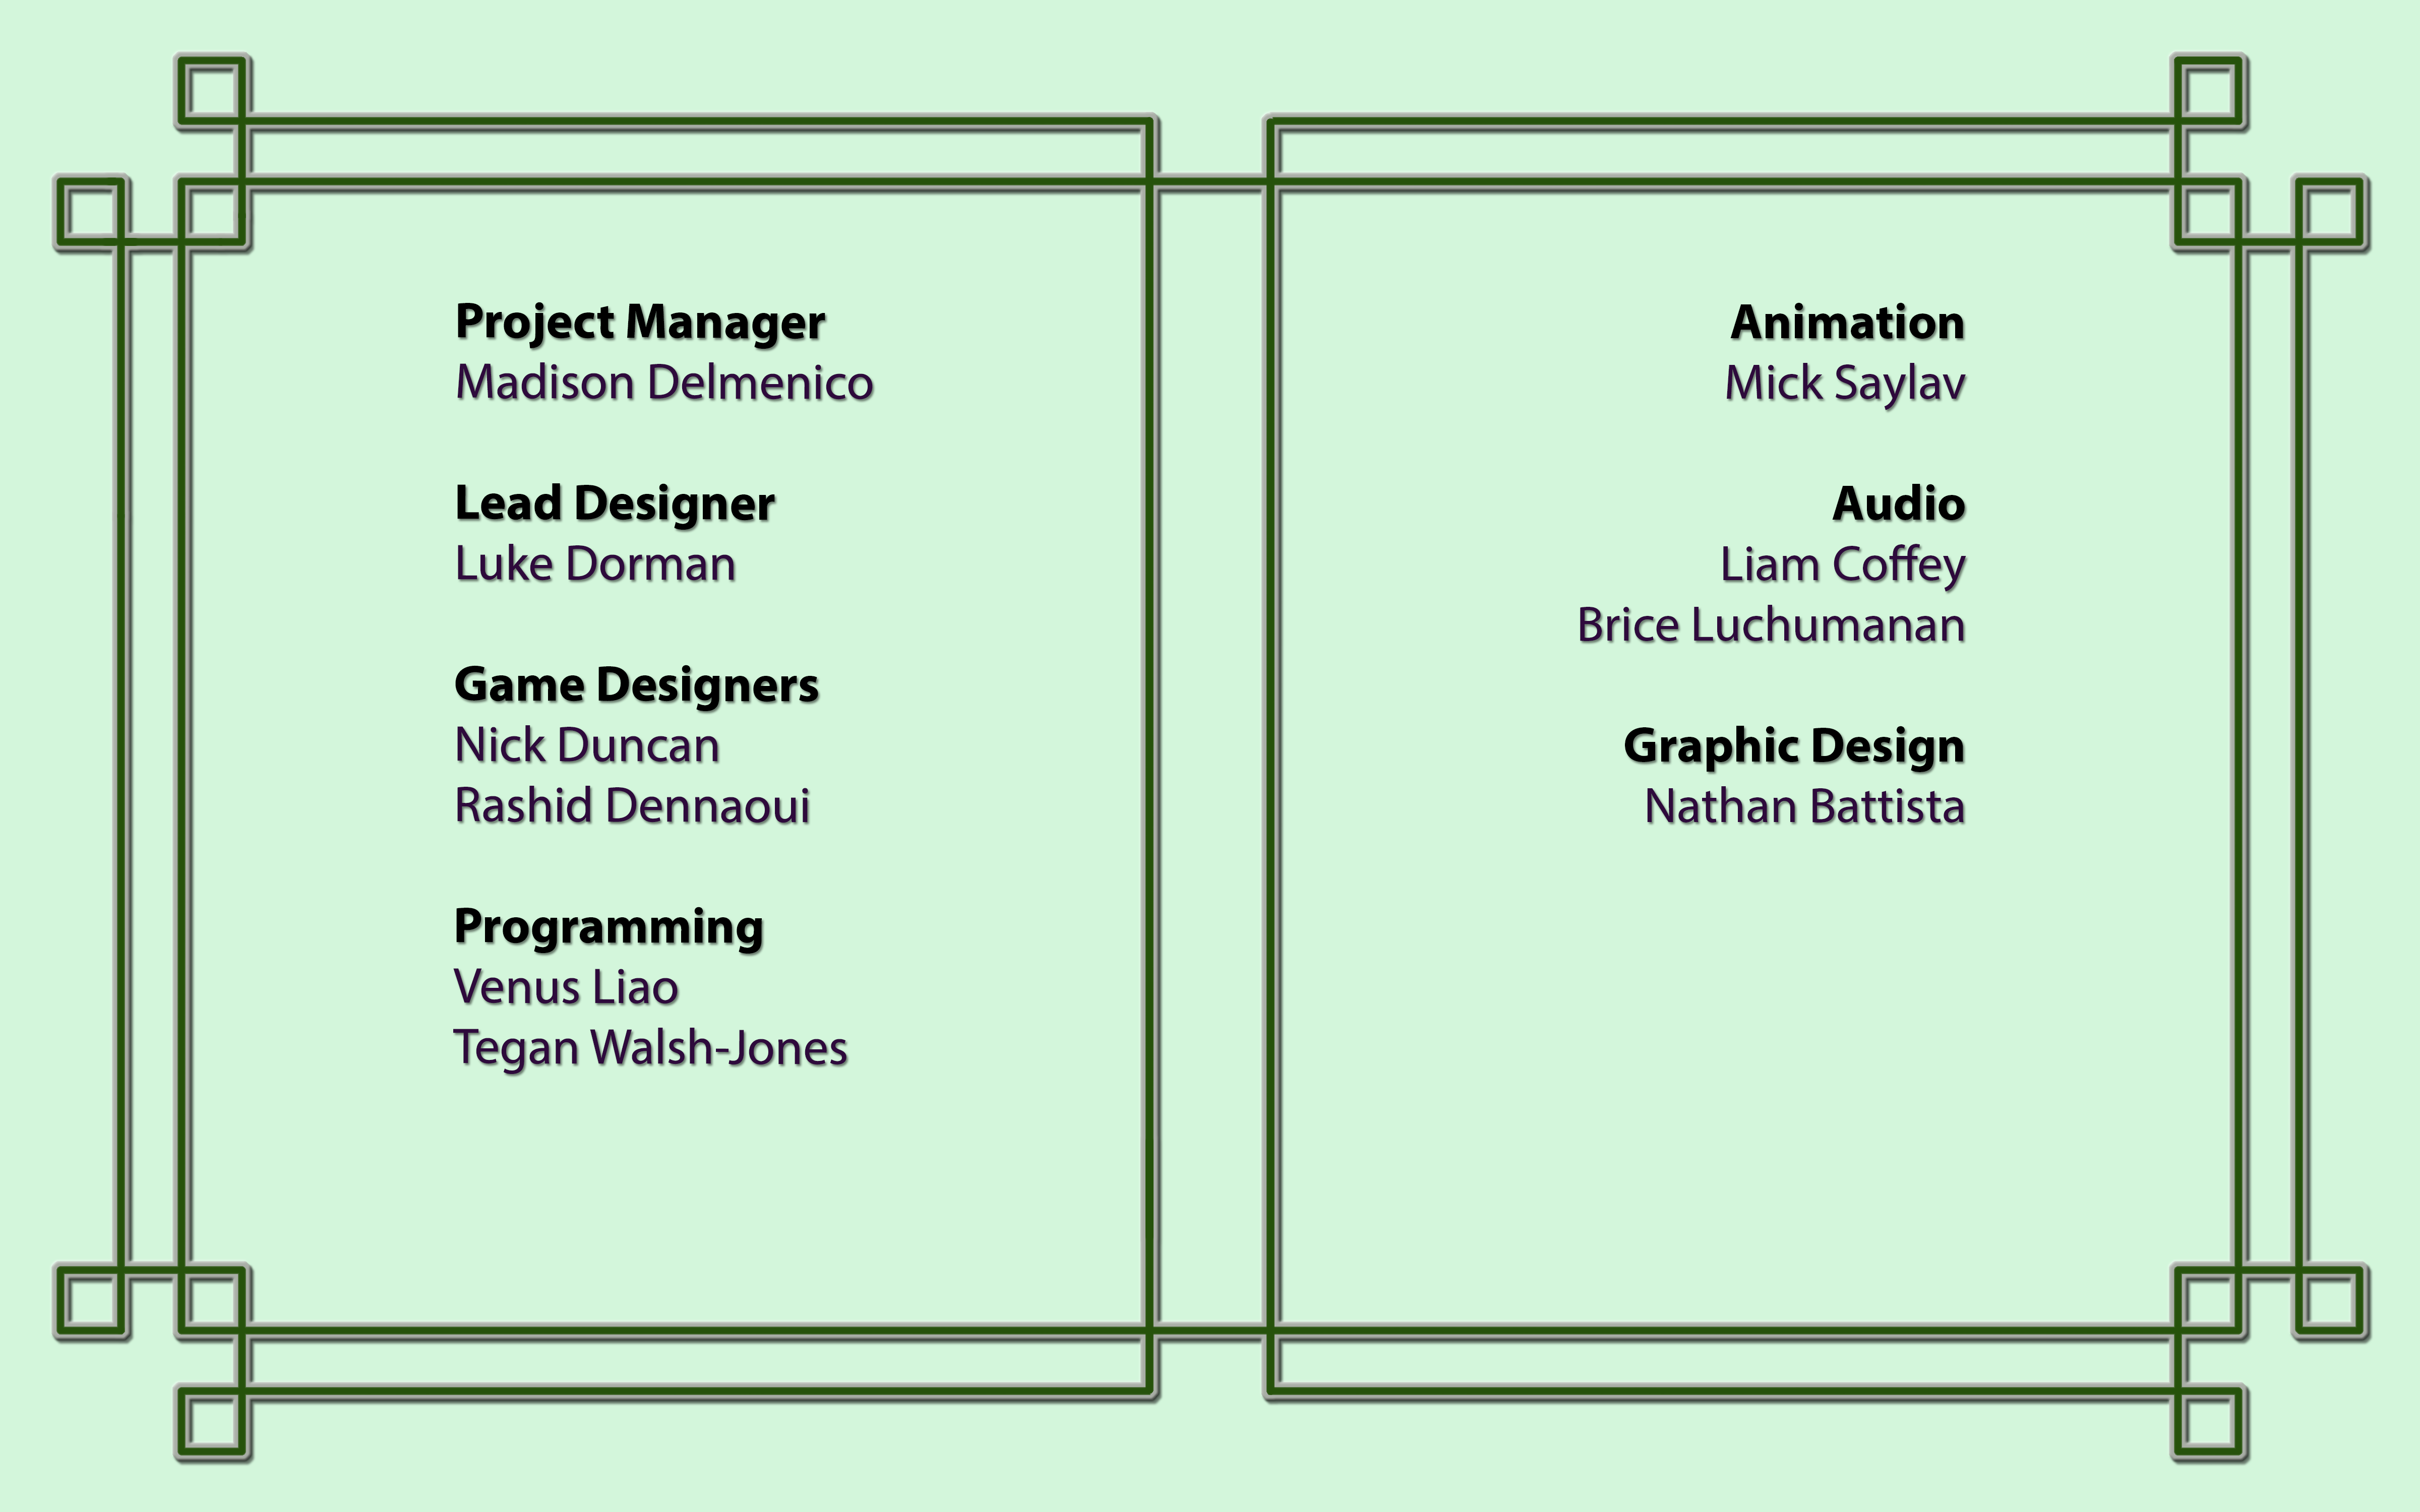 Project Manager
Madison Delmenico
Lead Designer
Luke Dorman
Game Designers
Nick Duncan
Rashid Dennaoui
Programming
Venus Liao
Tegan Walsh-Jones
Animation
Mick Saylav
Audio
Liam Coffey
Brice Luchumanan
Graphic Design
Nathan Battista